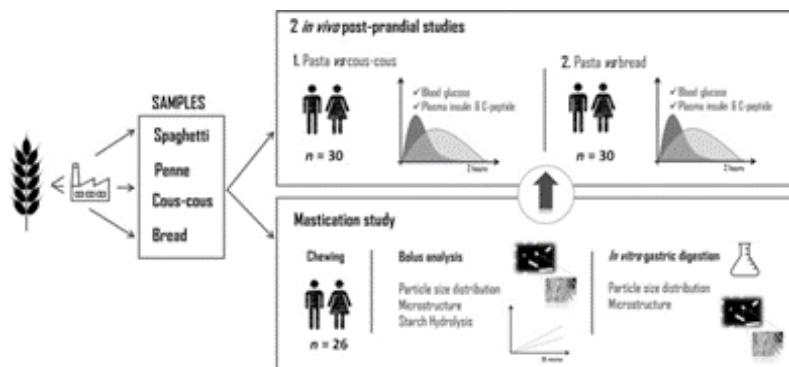 2 in vivo post-prandial studies
1. Pasta vs cous-cous
✓ Blood glucose
✓ Plasma insulin & C-peptide
n = 30
2 hours
2. Pasta vs bread
✓ Blood glucose
✓ Plasma insulin & C-peptide
n = 30
2 hours
SAMPLES
Spaghetti
Penne
Cous-cous
Bread
Mastication study
Chewing
n = 26
Bolus analysis
Particle size distribution
Microstructure
Starch Hydrolysis
In vitro gastric digestion
Particle size distribution
Microstructure